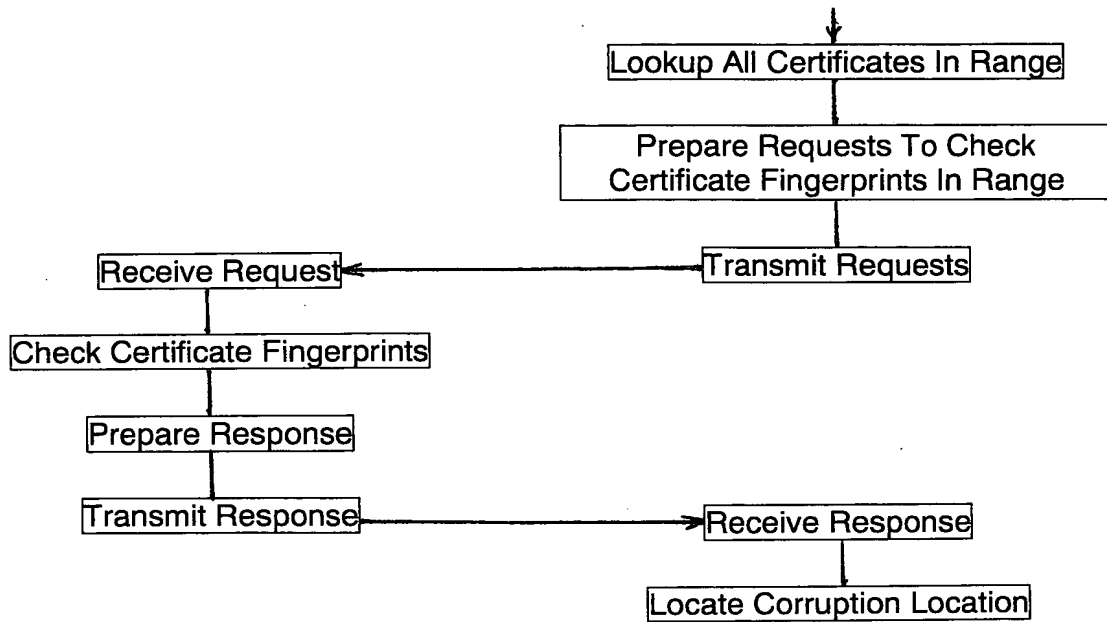 Lookup All Certificates In Range
Prepare Requests To Check
Certificate Fingerprints In Range
Transmit Requests
Receive Request
Check Certificate Fingerprints
Prepare Response
Transmit Response
Receive Response
Locate Corruption Location